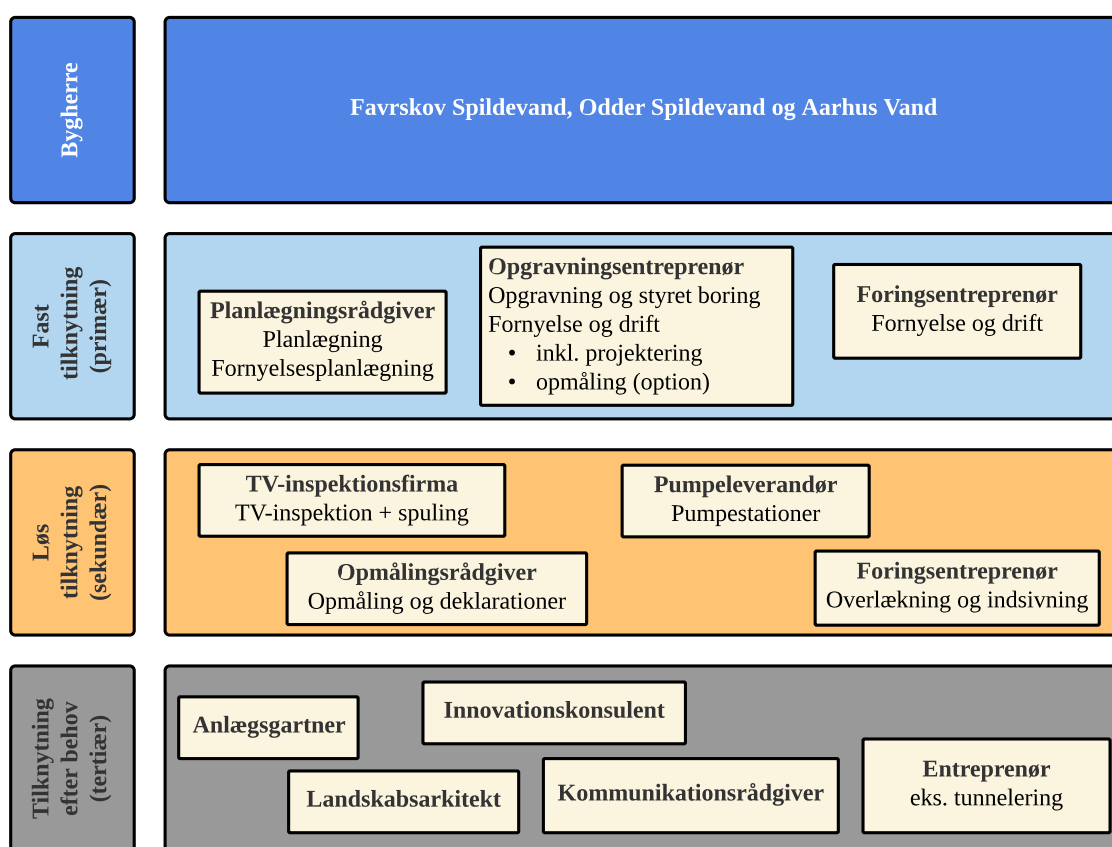 Bygherre
Favrskov Spildevand, Odder Spildevand og Aarhus Vand
Fast
tilknytning
(primær)
Planlægningsrådgiver
Planlægning
Fornyelsesplanlægning
Opgravningsentreprenør
Opgravning og styret boring
Fornyelse og drift
• inkl. projektering
• opmåling (option)
Foringsentreprenør
Fornyelse og drift
Løs
tilknytning
(sekundær)
TV-inspektionsfirma
TV-inspektion + spuling
Pumpeleverandør
Pumpestationer
Opmålingsrådgiver
Opmåling og deklarationer
Foringsentreprenør
Overlækning og indsivning
Tilknytning
efter behov
(tertiær)
Anlægsgartner
Innovationskonsulent
Landskabsarkitekt
Kommunikationsrådgiver
Entreprenør
eks. tunnelering